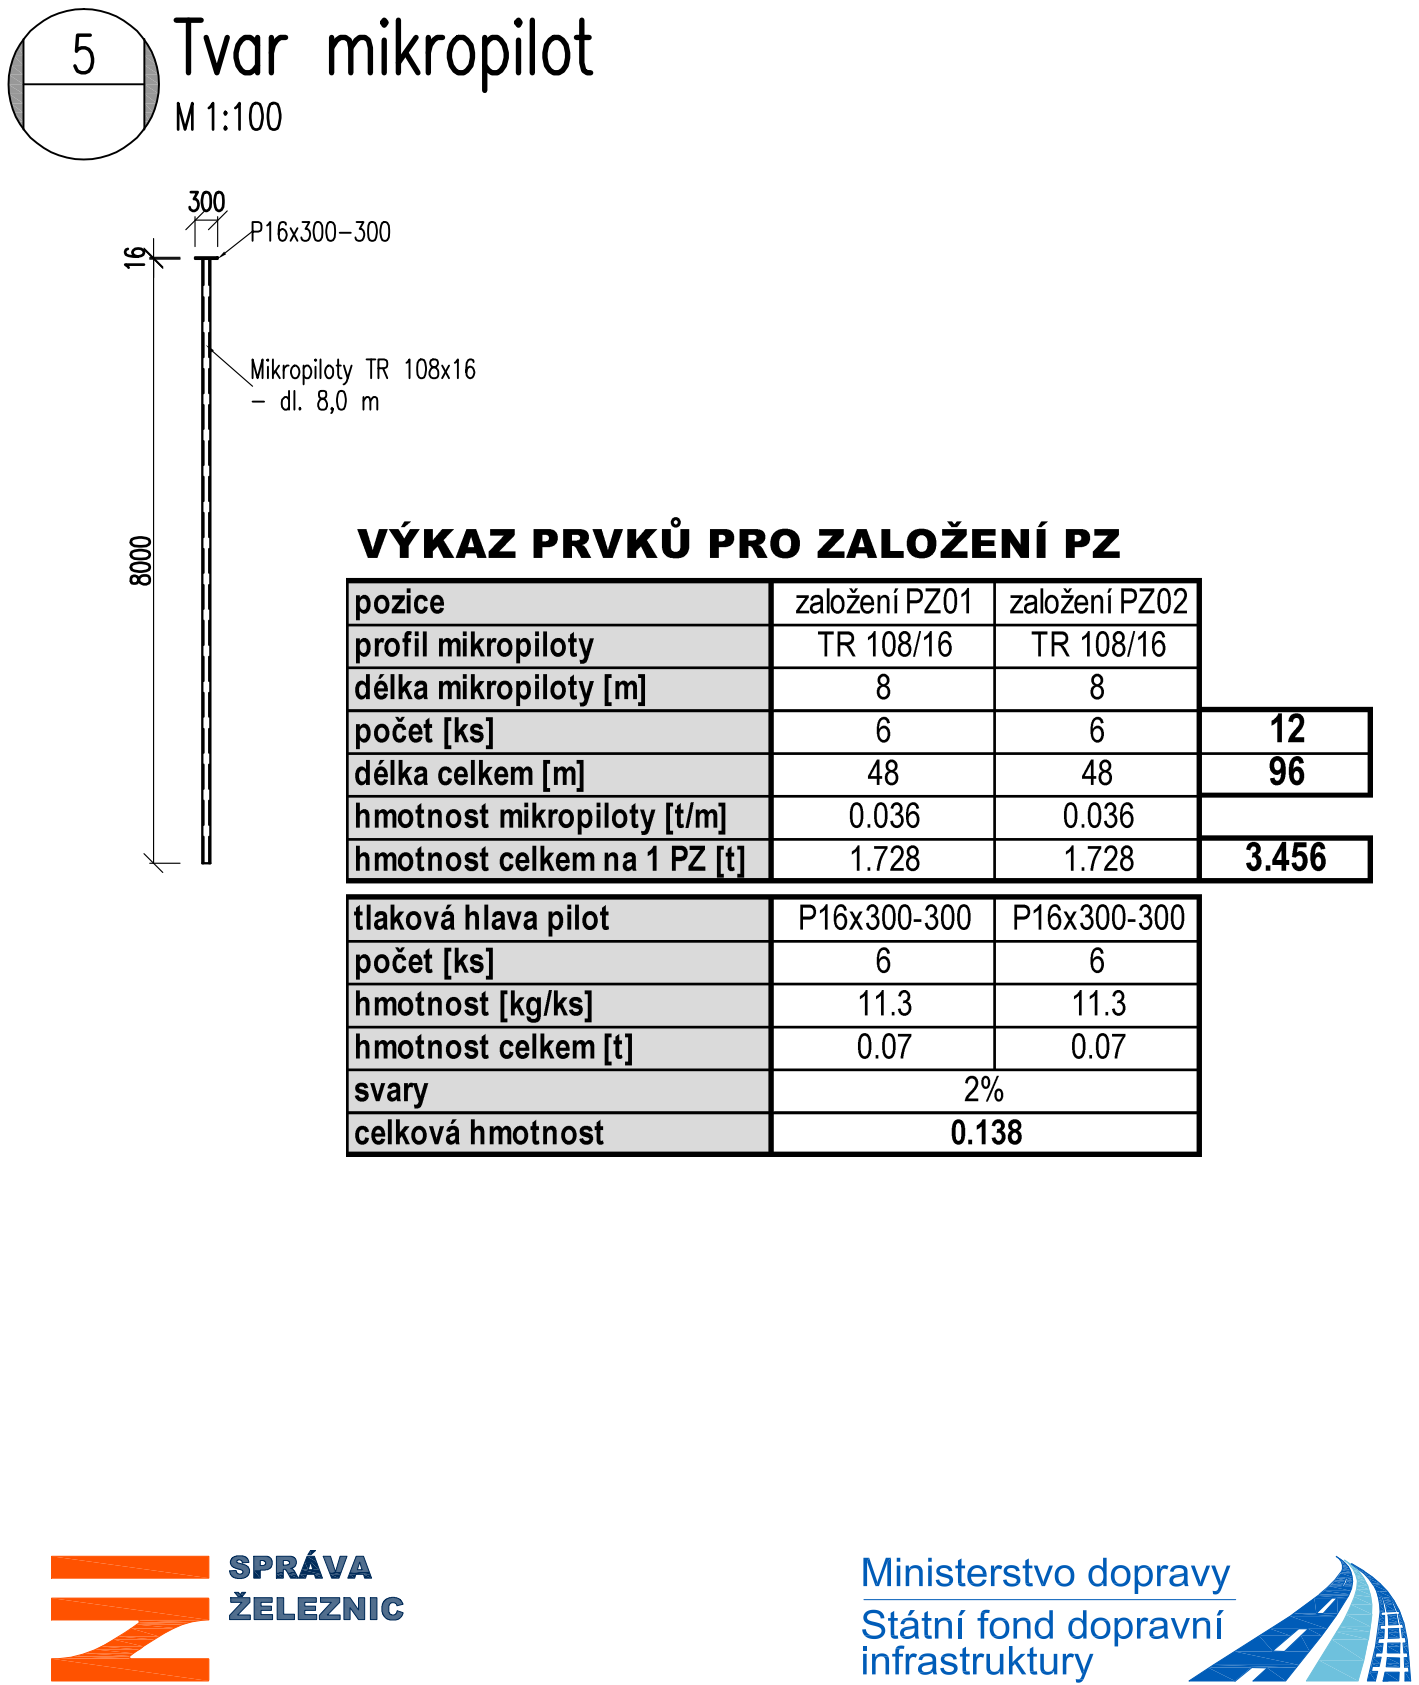 5
Tvar mikropilot
M 1:100
300
P16x300-300
16
Mikropiloty TR 108x16
- dl. 8,0 m
8000
VÝKAZ PRVKŮ PRO ZALOŽENÍ PZ
pozice založení PZ01 založení PZ02
profil mikropiloty TR 108/16 TR 108/16
délka mikropiloty [m] 8 8
počet [ks] 6 6 12
délka celkem [m] 48 48 96
hmotnost mikropiloty [t/m] 0.036 0.036
hmotnost celkem na 1 PZ [t] 1.728 1.728 3.456
tlaková hlava pilot P16x300-300 P16x300-300
počet [ks] 6 6
hmotnost [kg/ks] 11.3 11.3
hmotnost celkem [t] 0.07 0.07
svary 2%
celková hmotnost 0.138
SPRÁVA
ŽELEZNIC
Ministerstvo dopravy
Státní fond dopravní
infrastruktury